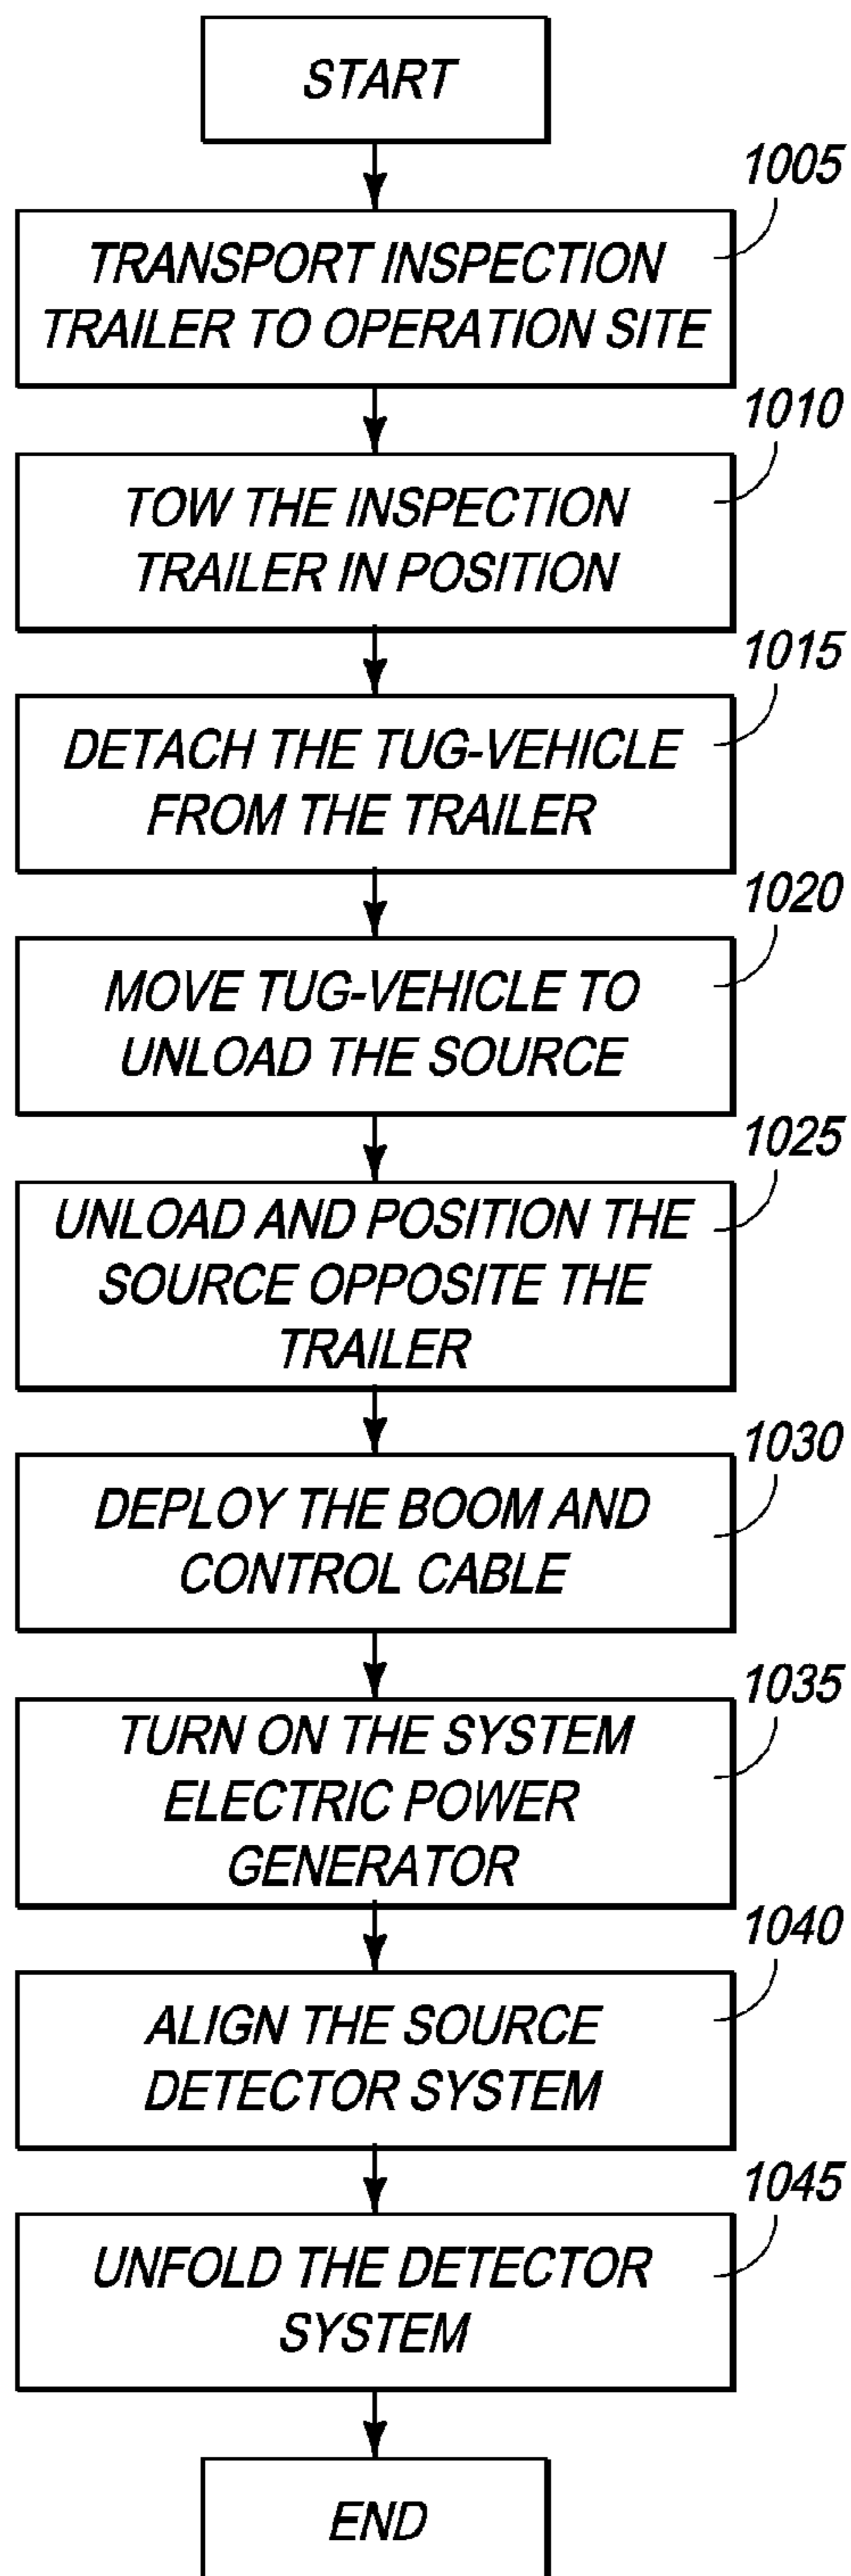 START
1005
TRANSPORT INSPECTION
TRAILER TO OPERATION SITE
1010
TOW THE INSPECTION
TRAILER IN POSITION
1015
DETACH THE TUG-VEHICLE
FROM THE TRAILER
1020
MOVE TUG-VEHICLE TO
UNLOAD THE SOURCE
1025
UNLOAD AND POSITION THE
SOURCE OPPOSITE THE
TRAILER
1030
DEPLOY THE BOOM AND
CONTROL CABLE
1035
TURN ON THE SYSTEM
ELECTRIC POWER
GENERATOR
1040
ALIGN THE SOURCE
DETECTOR SYSTEM
1045
UNFOLD THE DETECTOR
SYSTEM
END